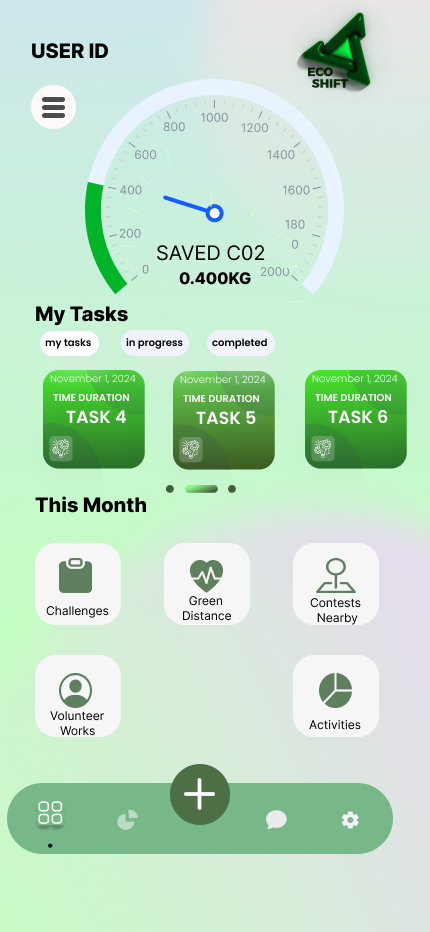 USER ID
ECO
SHIFT
1000
800
1200
600
1400
400
1600
200
180
0
0
2000
SAVED C02
0.400KG
My Tasks
my tasks
in progress
completed
November 1, 2024
TIME DURATION
TASK 4
November 1, 2024
TIME DURATION
TASK 5
November 1, 2024
TIME DURATION
TASK 6
This Month
Challenges
Green
Distance
Contests
Nearby
Volunteer
Works
Activities